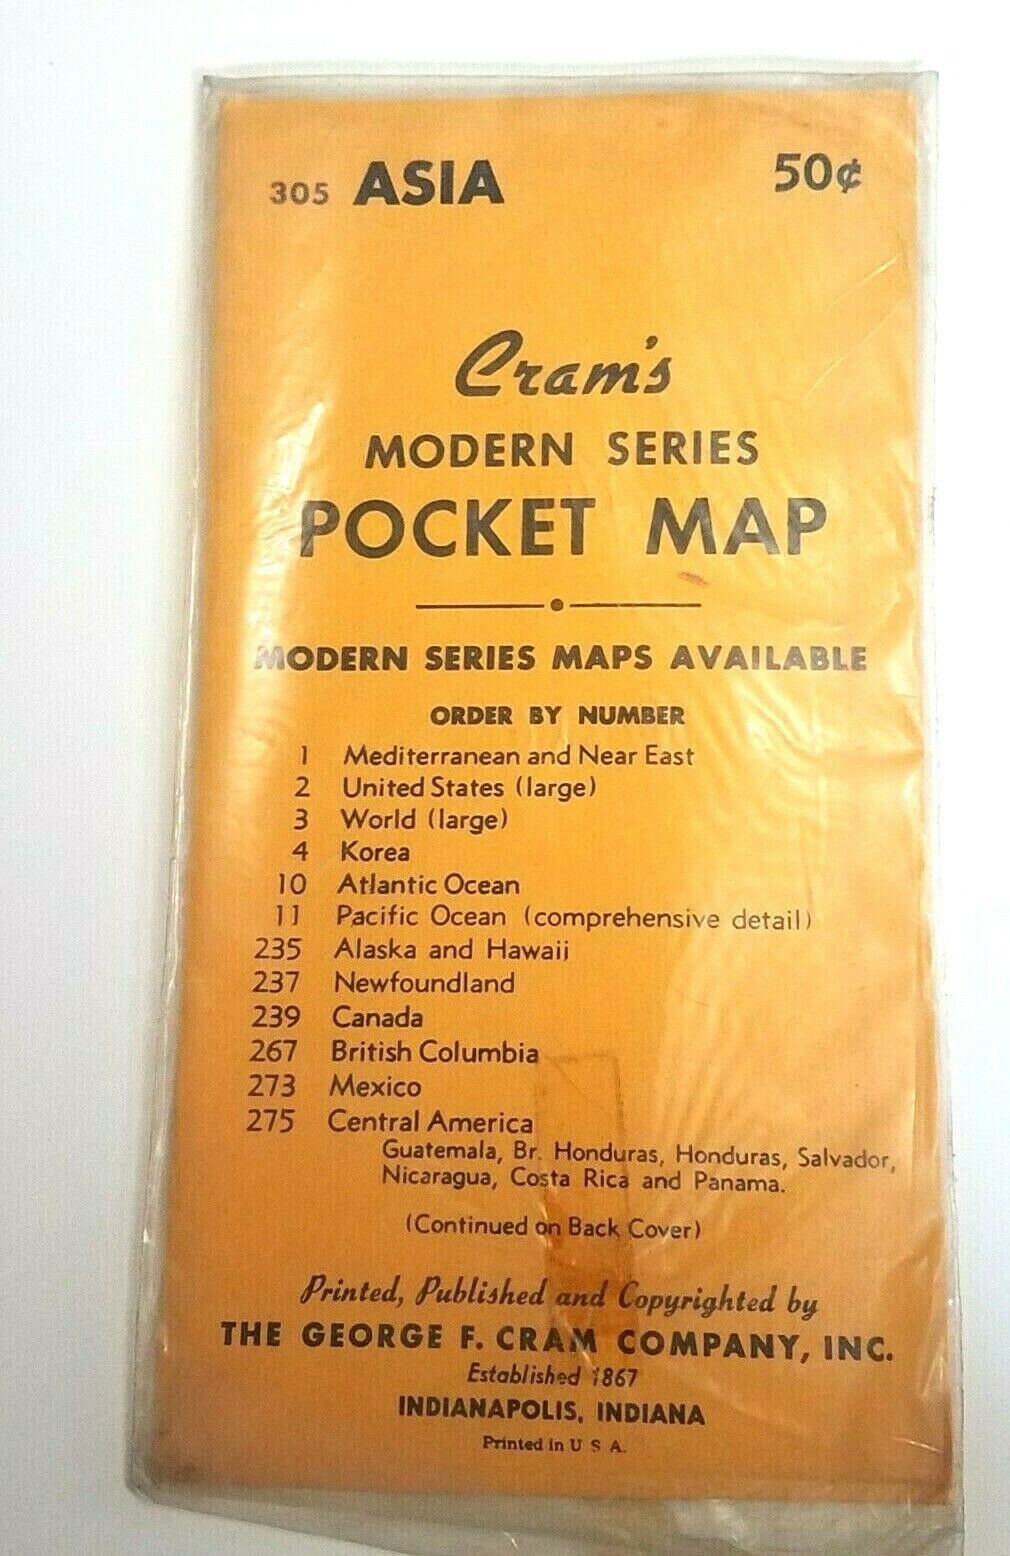 305 ASIA 50¢
Cram's
MODERN SERIES
POCKET MAP
MODERN SERIES MAPS AVAILABLE
ORDER BY NUMBER
1 Mediterranean and Near East
2 United States (large)
3 World (large)
4 Korea
10 Atlantic Ocean
11 Pacific Ocean (comprehensive detail)
235 Alaska and Hawaii
237 Newfoundland
239 Canada
267 British Columbia
273 Mexico
275 Central America
Guatemala, Br. Honduras, Honduras, Salvador,
Nicaragua, Costa Rica and Panama.
(Continued on Back Cover)
Printed, Published and Copyrighted by
THE GEORGE F. CRAM COMPANY, INC.
Established 1867
INDIANAPOLIS, INDIANA
Printed in U S A.